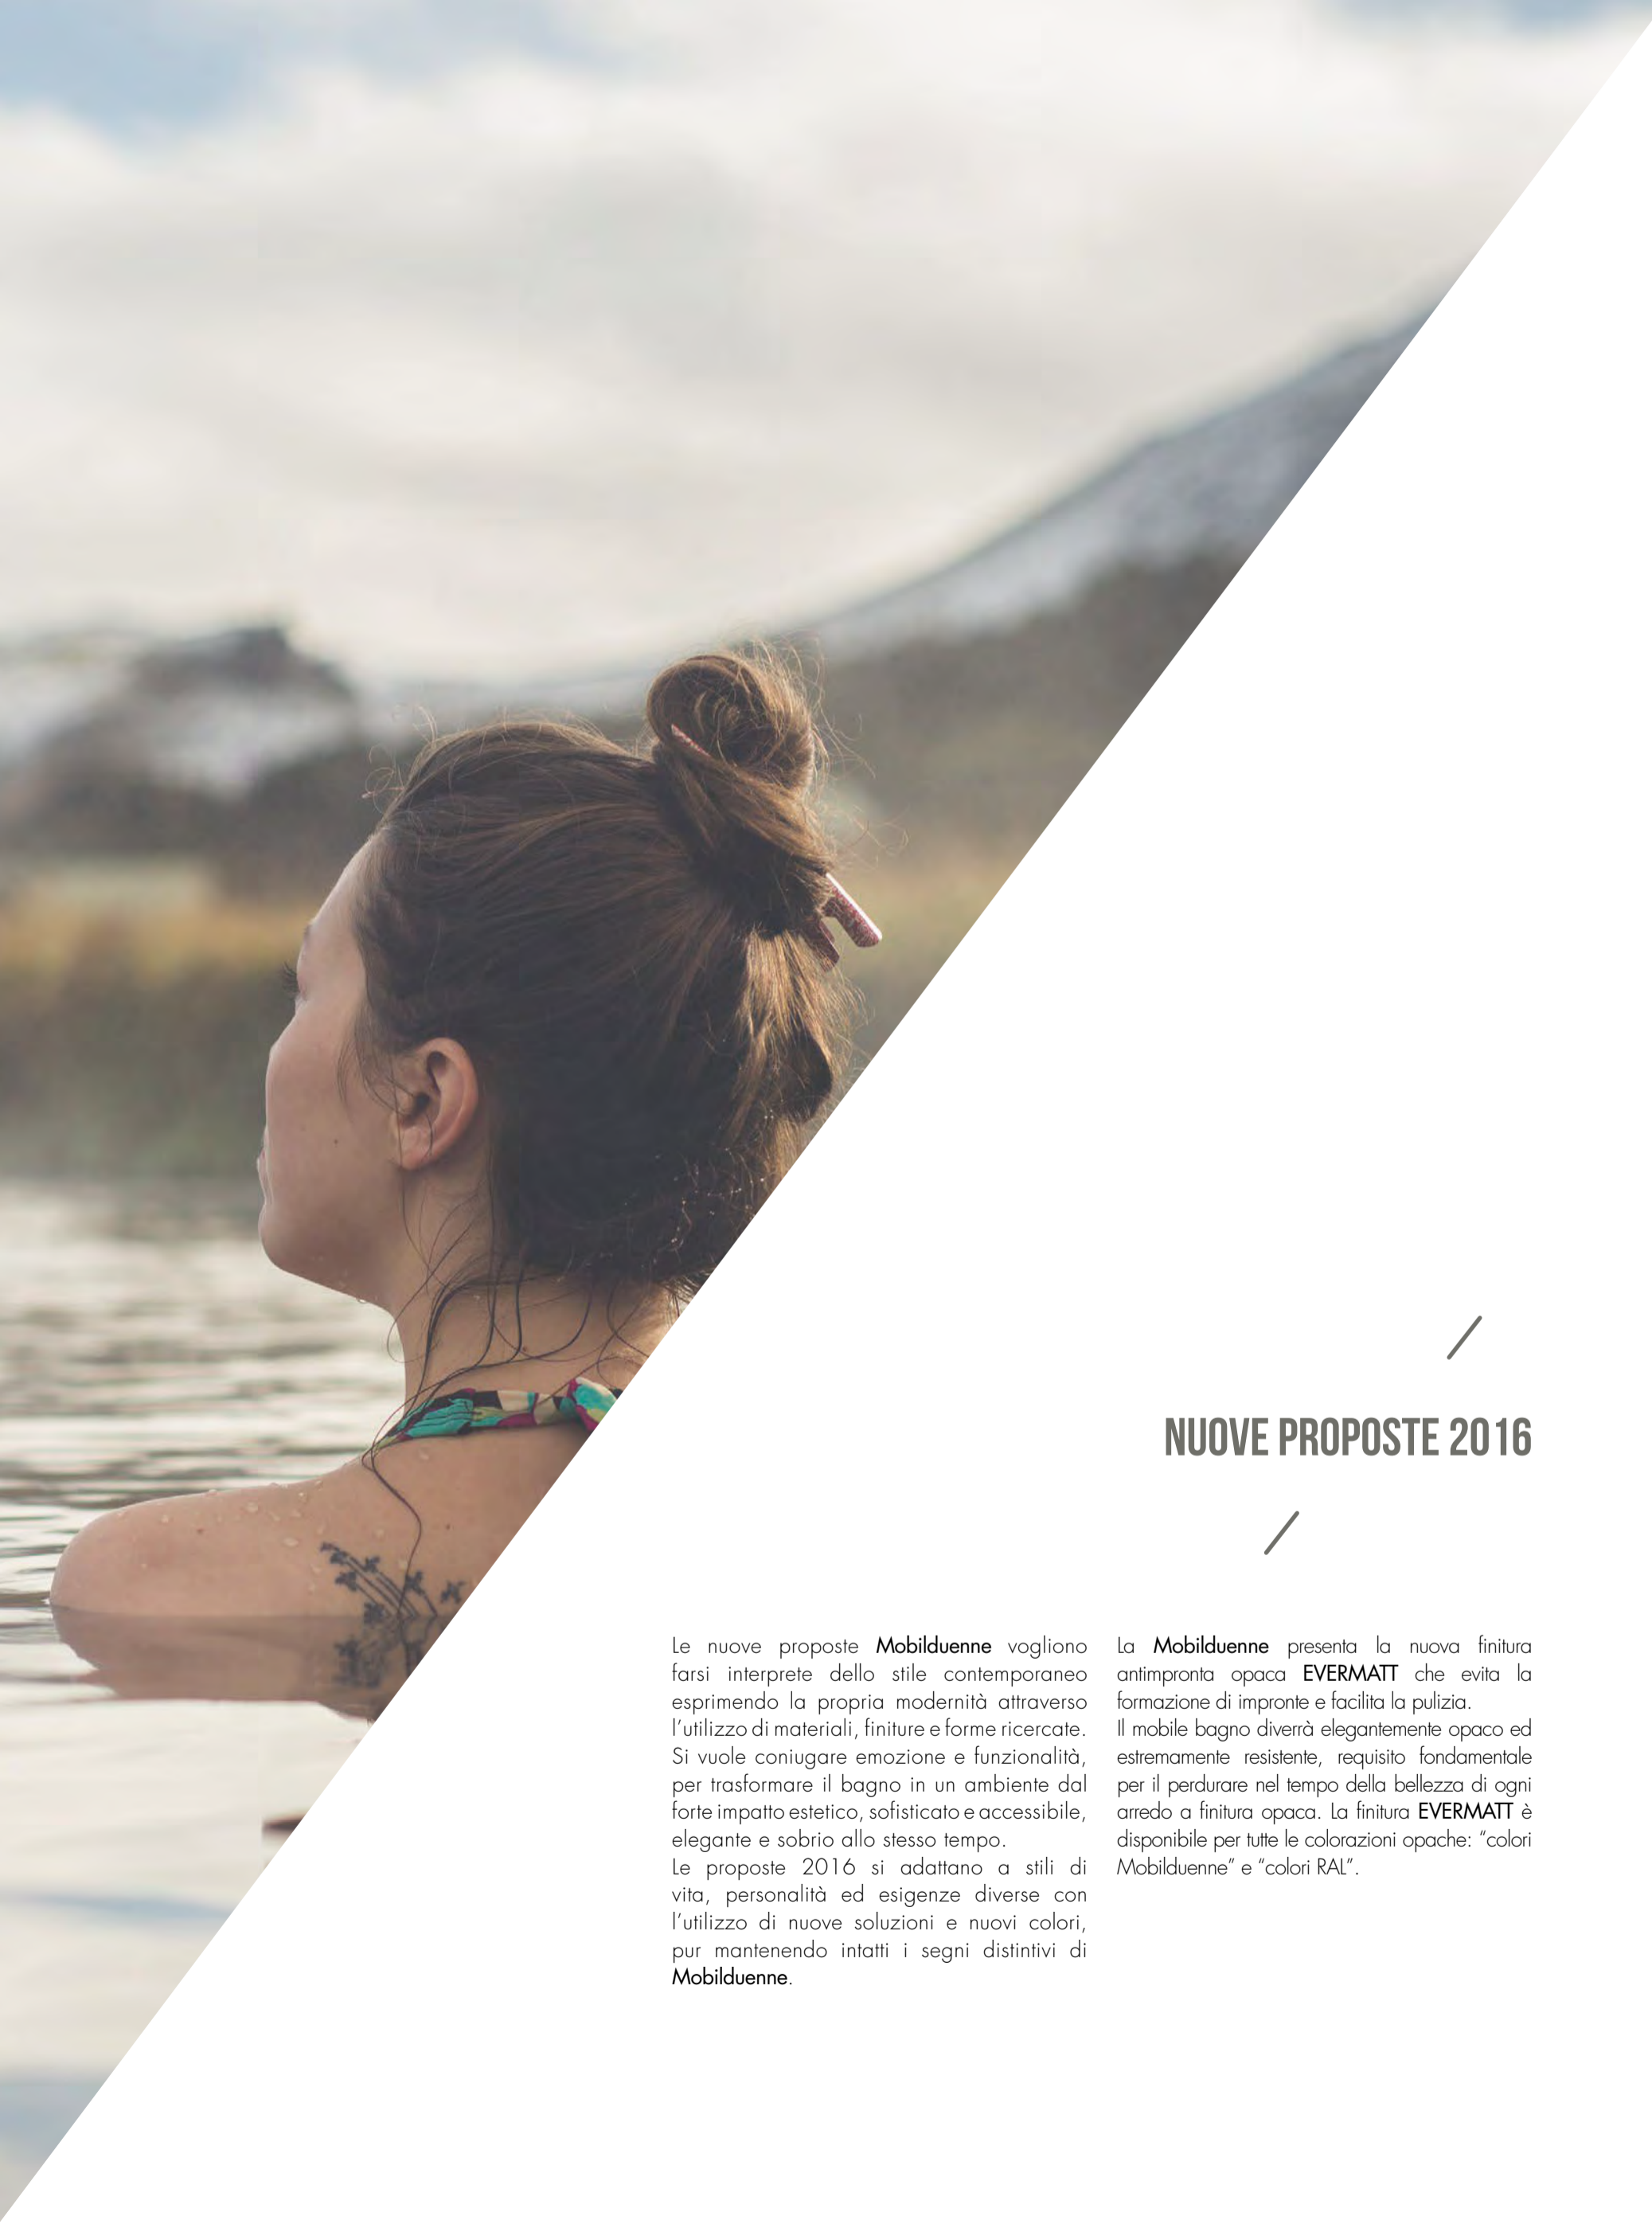 NUOVE PROPOSTE 2016
Le nuove proposte Mobilduenne vogliono
farsi interprete dello stile contemporaneo
esprimendo la propria modernità attraverso
l’utilizzo di materiali, finiture e forme ricercate.
Si vuole coniugare emozione e funzionalità,
per trasformare il bagno in un ambiente dal
forte impatto estetico, sofisticato e accessibile,
elegante e sobrio allo stesso tempo.
Le proposte 2016 si adattano a stili di
vita, personalità ed esigenze diverse con
l’utilizzo di nuove soluzioni e nuovi colori,
pur mantenendo intatti i segni distintivi di
Mobilduenne.
La Mobilduenne presenta la nuova finitura
antimpronta opaca EVERMATT che evita la
formazione di impronte e facilita la pulizia.
Il mobile bagno diverrà elegantemente opaco ed
estremamente resistente, requisito fondamentale
per il perdurare nel tempo della bellezza di ogni
arredo a finitura opaca. La finitura EVERMATT è
disponibile per tutte le colorazioni opache: “colori
Mobilduenne” e “colori RAL”.